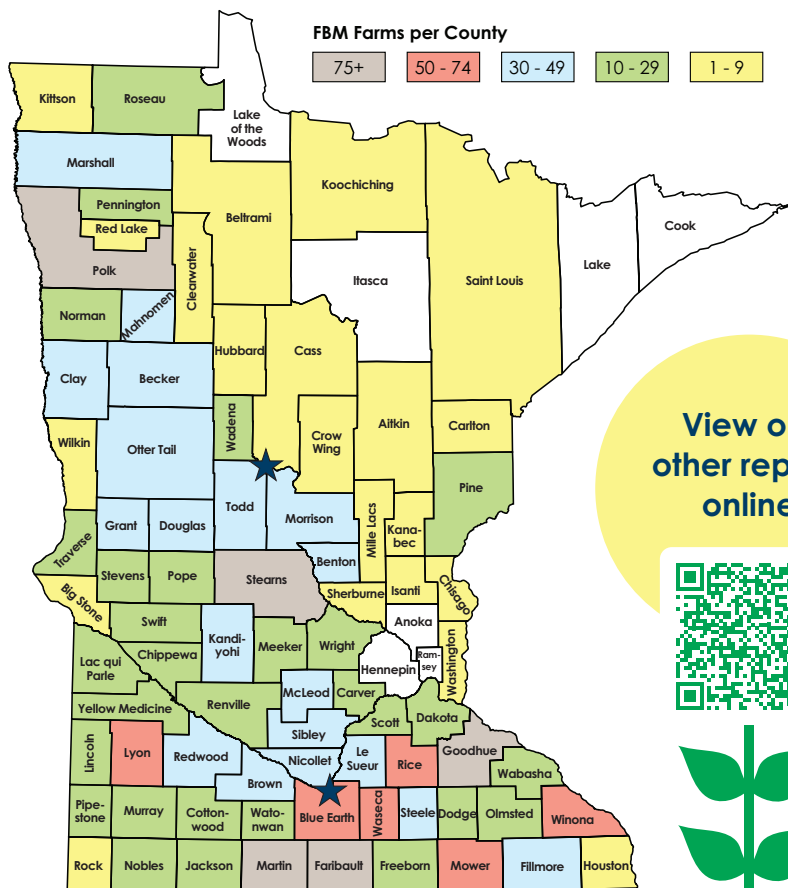 FBM Farms per County
75+
50 - 74
30 - 49
10 - 29
1 - 9
Kittson
Roseau
Lake
of the
Woods
Marshall
Koochiching
Pennington
Beltrami
Red Lake
Cook
Lake
Polk
Clearwater
Itasca
Saint Louis
Norman
Mahnomen
Hubbard
Cass
Clay
Becker
Wadena
Aitkin
Carlton
Wilkin
Otter Tail
Crow
Wing
Pine
Todd
Morrison
Mille Lacs
Kana-
bec
Grant
Douglas
Traverse
Benton
Stevens
Pope
Stearns
Sherburne
Isanti
Chisago
Big Stone
Swift
Anoka
Kandi-
yohi
Meeker
Wright
Ram-
sey
Washington
Lac qui
Parle
Chippewa
Hennepin
McLeod
Carver
Yellow Medicine
Renville
Scott
Dakota
Sibley
Lincoln
Lyon
Redwood
Nicollet
Le
Sueur
Rice
Goodhue
Wabasha
Brown
Pipe-
stone
Murray
Cotton-
wood
Wato-
nwan
Blue Earth
Waseca
Steele
Dodge
Olmsted
Winona
Rock
Nobles
Jackson
Martin
Faribault
Freeborn
Mower
Fillmore
Houston
View o
other rep
online